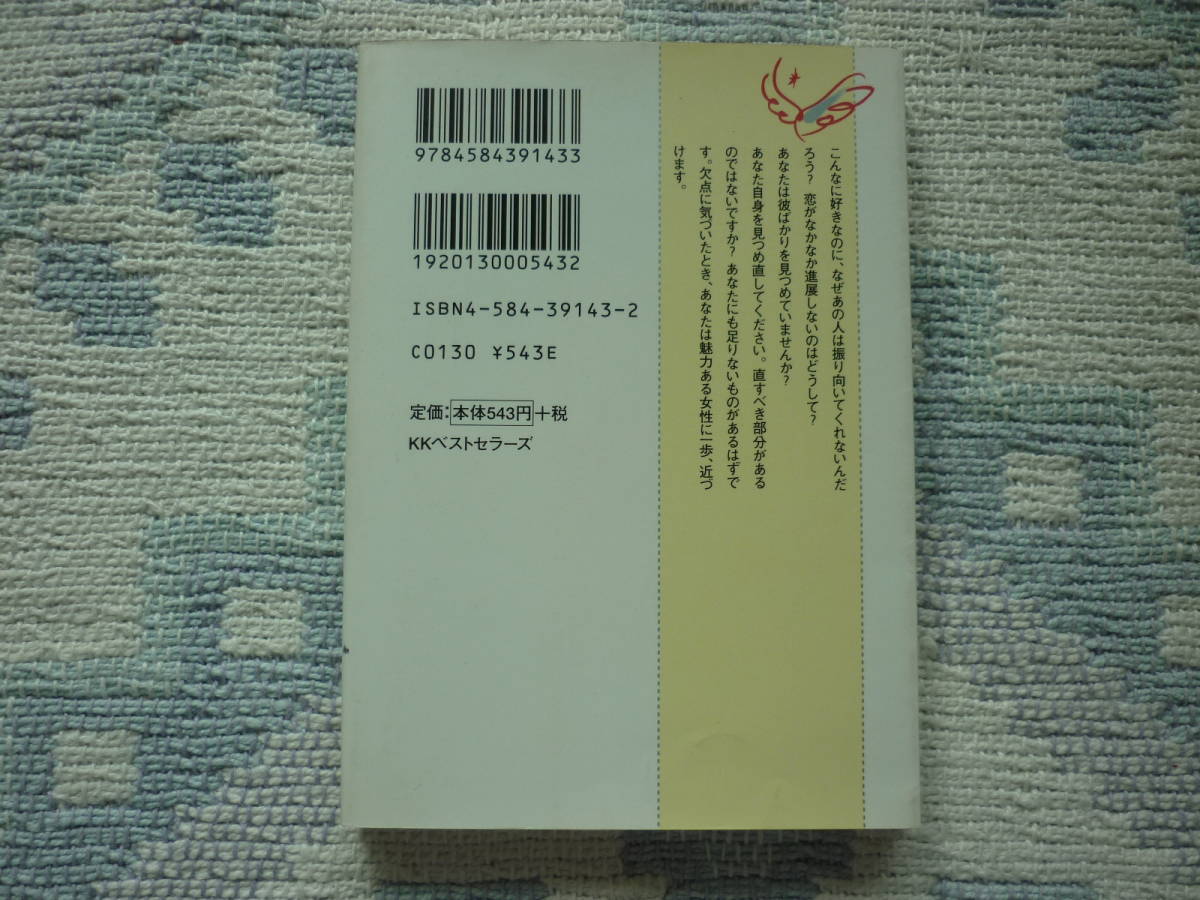 9784584391433
1920130005432
ISBN4-584-39143-2
C0130 ¥543E
定価：本体543円＋税
KKベストセラーズ
こんなに好きなのに、なぜあの人は振り向いてくれないんだ
ろう？ 恋がなかなか進展しないのはどうして？
あなたは彼ばかりを見つめていませんか？
あなた自身を見つめ直してください。直すべき部分がある
のではないですか？ あなたにも足りないものがあるはずで
す。欠点に気づいたとき、あなたは魅力ある女性に一歩、近づ
けます。